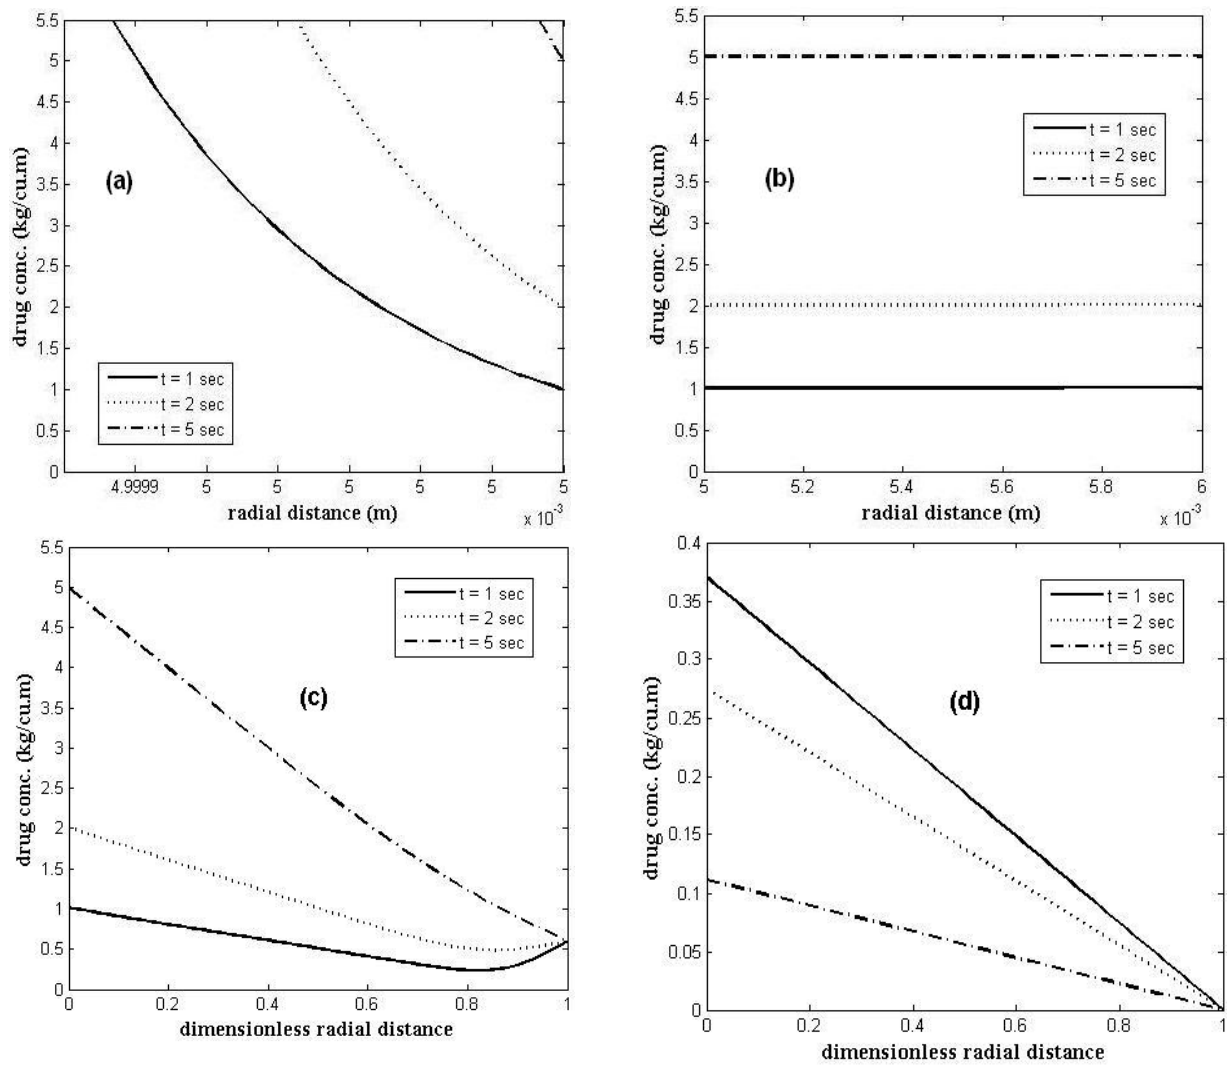 5.5
5
4.5
4
3.5
3
2.5
2
1.5
1
0.5
0
drug conc. (kg/cu.m)
(a)
t = 1 sec
t = 2 sec
t = 5 sec
4.9999 5 5 5 5 5 5
radial distance (m)
x 10-3
5.5
5
4.5
4
3.5
3
2.5
2
1.5
1
0.5
0
drug conc. (kg/cu.m)
(b)
t = 1 sec
t = 2 sec
t = 5 sec
5 5.2 5.4 5.6 5.8 6
radial distance (m)
x 10-3
5.5
5
4.5
4
3.5
3
2.5
2
1.5
1
0.5
0
drug conc. (kg/cu.m)
t = 1 sec
t = 2 sec
t = 5 sec
(c)
0 0.2 0.4 0.6 0.8 1
dimensionless radial distance
0.4
0.35
0.3
0.25
0.2
0.15
0.1
0.05
0
drug conc. (kg/cu.m)
t = 1 sec
t = 2 sec
t = 5 sec
(d)
0 0.2 0.4 0.6 0.8 1
dimensionless radial distance